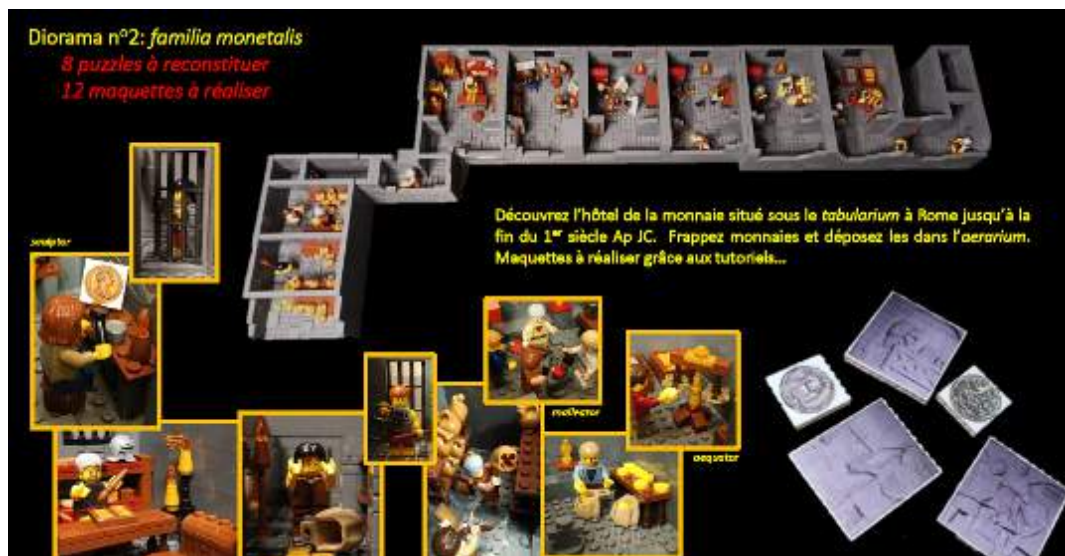 Diorama n°2: familia monetalis
8 puzzles à reconstituer
12 maquettes à réaliser
Découvrez l'hôtel de la monnaie situé sous le tabularium à Rome jusqu'à la
fin du 1er siècle Ap JC. Frappez monnaies et déposez les dans l'aerarium.
Maquettes à réaliser grâce aux tutoriels...
sculptor
malleator
aequator